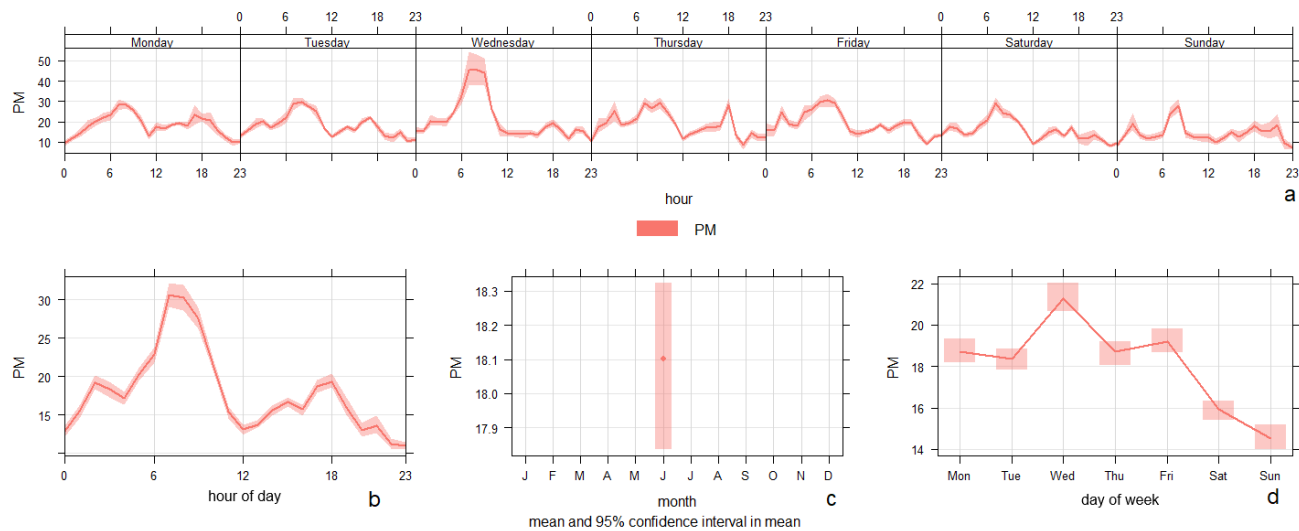 0 6 12 18 23 0 6 12 18 23 0 6 12 18 23
Monday Tuesday Wednesday Thursday Friday Saturday Sunday
50
40
30
20
10
PM
0 6 12 18 0 6 12 18 23 0 6 12 18 0 6 12 18 23 0 6 12 18 23
hour
a
PM
30
25
20
15
PM
0 6 12 18 23
hour of day
b
18.3
18.2
18.1
18.0
17.9
PM
J F M A M J J A S O N D
month
c
mean and 95% confidence interval in mean
22
20
18
16
14
PM
Mon Tue Wed Thu Fri Sat Sun
day of week
d